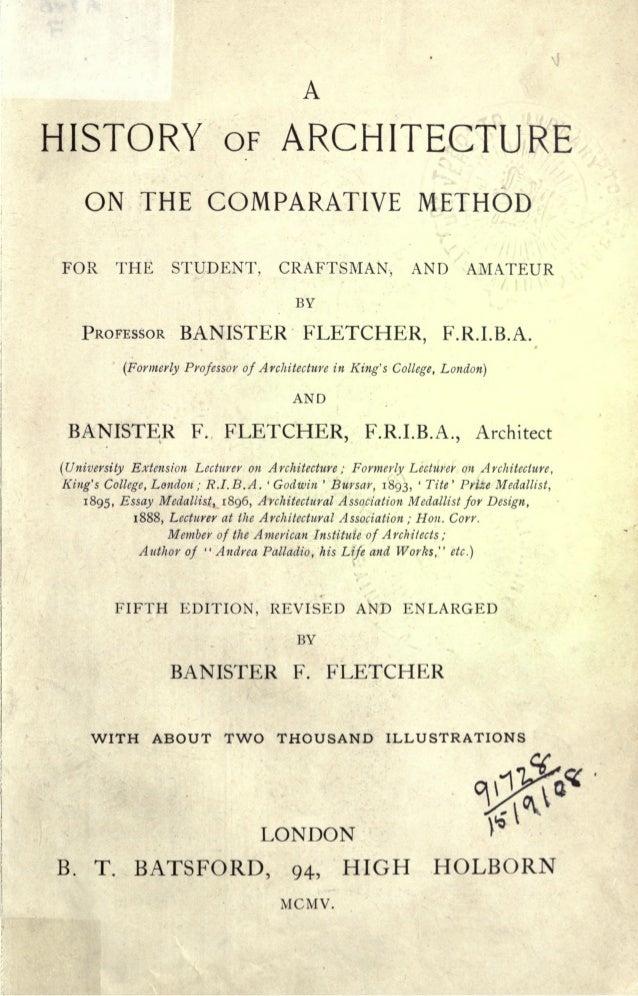 A
HISTORY OF ARCHITECTURE
ON THE COMPARATIVE METHOD
FOR THE STUDENT, CRAFTSMAN, AND AMATEUR
BY
PROFESSOR BANISTER FLETCHER, F.R.I.B.A.
(Formerly Professor of Architecture in King's College, London)
AND
BANISTER F. FLETCHER, F.R.I.B.A., Architect
(University Extension Lecturer on Architecture; Formerly Lecturer on Architecture,
King's College, London; R.I.B.A. 'Godwin' Bursar, 1893, 'Tite' Prize Medallist,
1895, Essay Medallist, 1896, Architectural Association Medallist for Design,
1888, Lecturer at the Architectural Association; Hon. Corr.
Member of the American Institute of Architects;
Author of "Andrea Palladio, his Life and Works," etc.)
FIFTH EDITION, REVISED AND ENLARGED
BY
BANISTER F. FLETCHER
WITH ABOUT TWO THOUSAND ILLUSTRATIONS
91728
15/9/08.
LONDON
B. T. BATSFORD, 94, HIGH HOLBORN
MCMV.